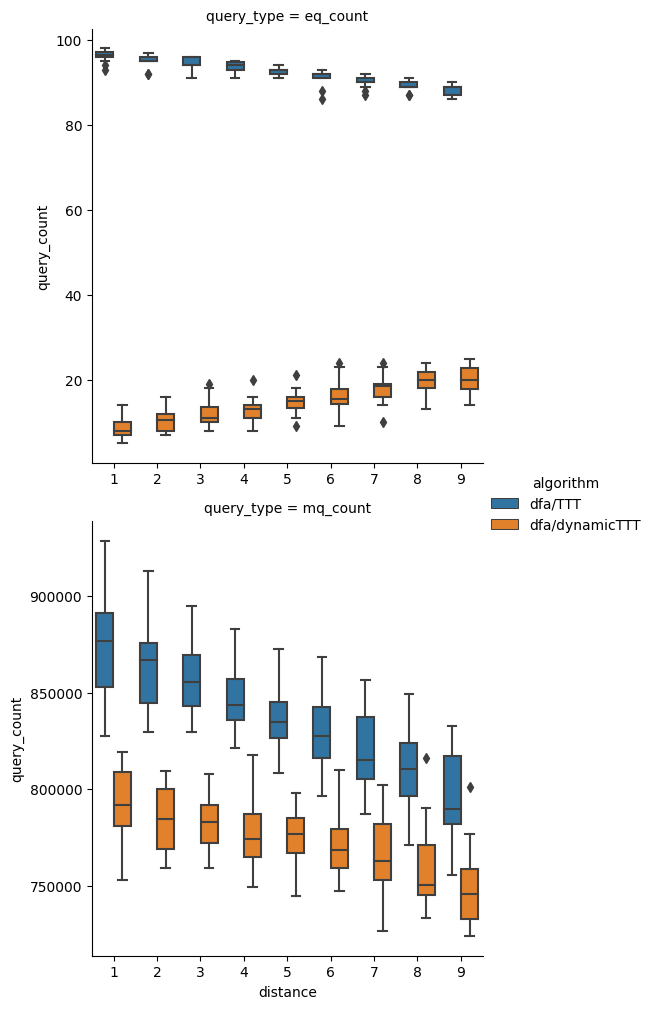 query_type = eq_count
100
80
60
40
20
query_count
1 2 3 4 5 6 7 8 9
algorithm
dfa/TTT
dfa/dynamicTTT
query_type = mq_count
900000
850000
800000
750000
query_count
1 2 3 4 5 6 7 8 9
distance